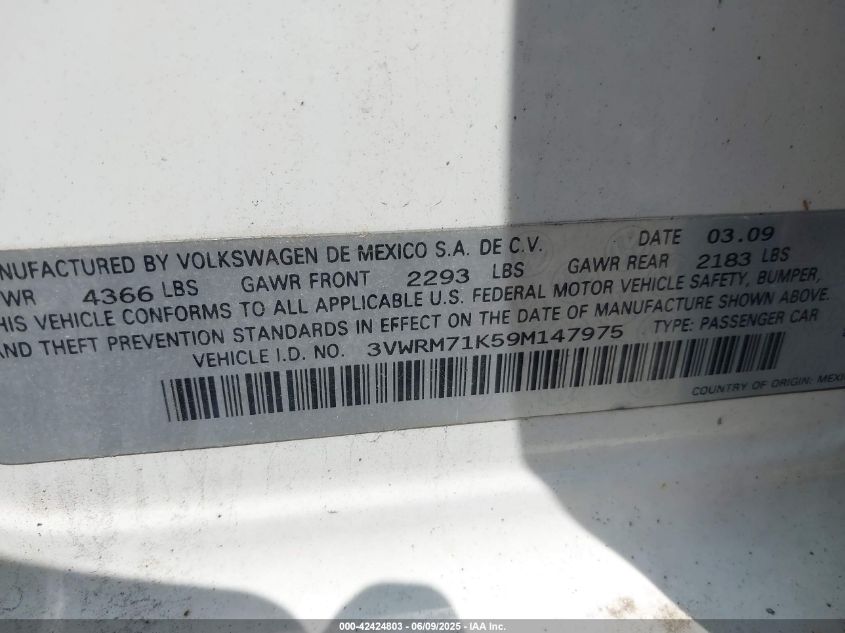 NUFACTURED BY VOLKSWAGEN DE MEXICO S.A. DE C.V. DATE 03.09
WR 4366 LBS GAWR FRONT 2293 LBS GAWR REAR 2183 LBS
HIS VEHICLE CONFORMS TO ALL APPLICABLE U.S. FEDERAL MOTOR VEHICLE SAFETY, BUMPER,
ND THEFT PREVENTION STANDARDS IN EFFECT ON THE DATE OF MANUFACTURE SHOWN ABOVE.
VEHICLE I.D. NO. 3VWRM71K59M147975 TYPE: PASSENGER CAR
COUNTRY OF ORIGIN: MEXI
000-42424803 - 06/09/2025 - IAA Inc.